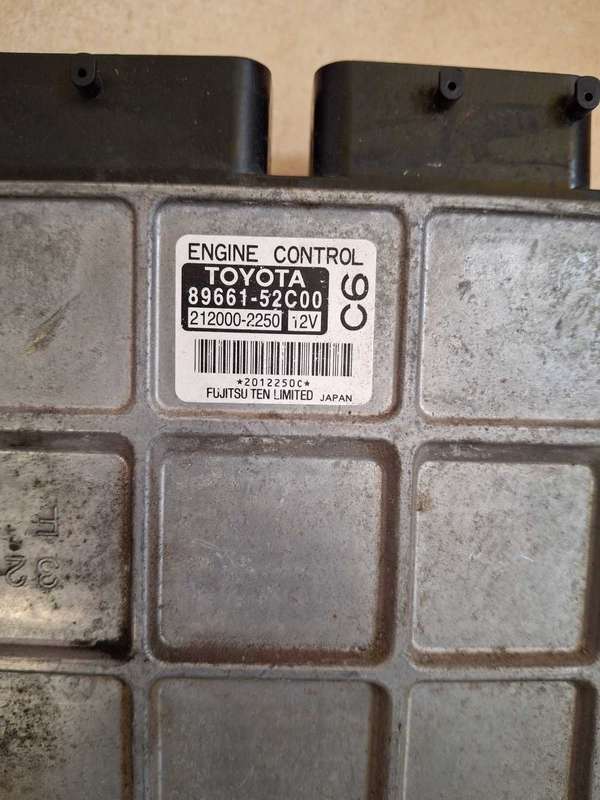 ENGINE CONTROL
TOYOTA
89661-52C00
212000-2250 12V
C6
*2012250C*
FUJITSU TEN LIMITED JAPAN